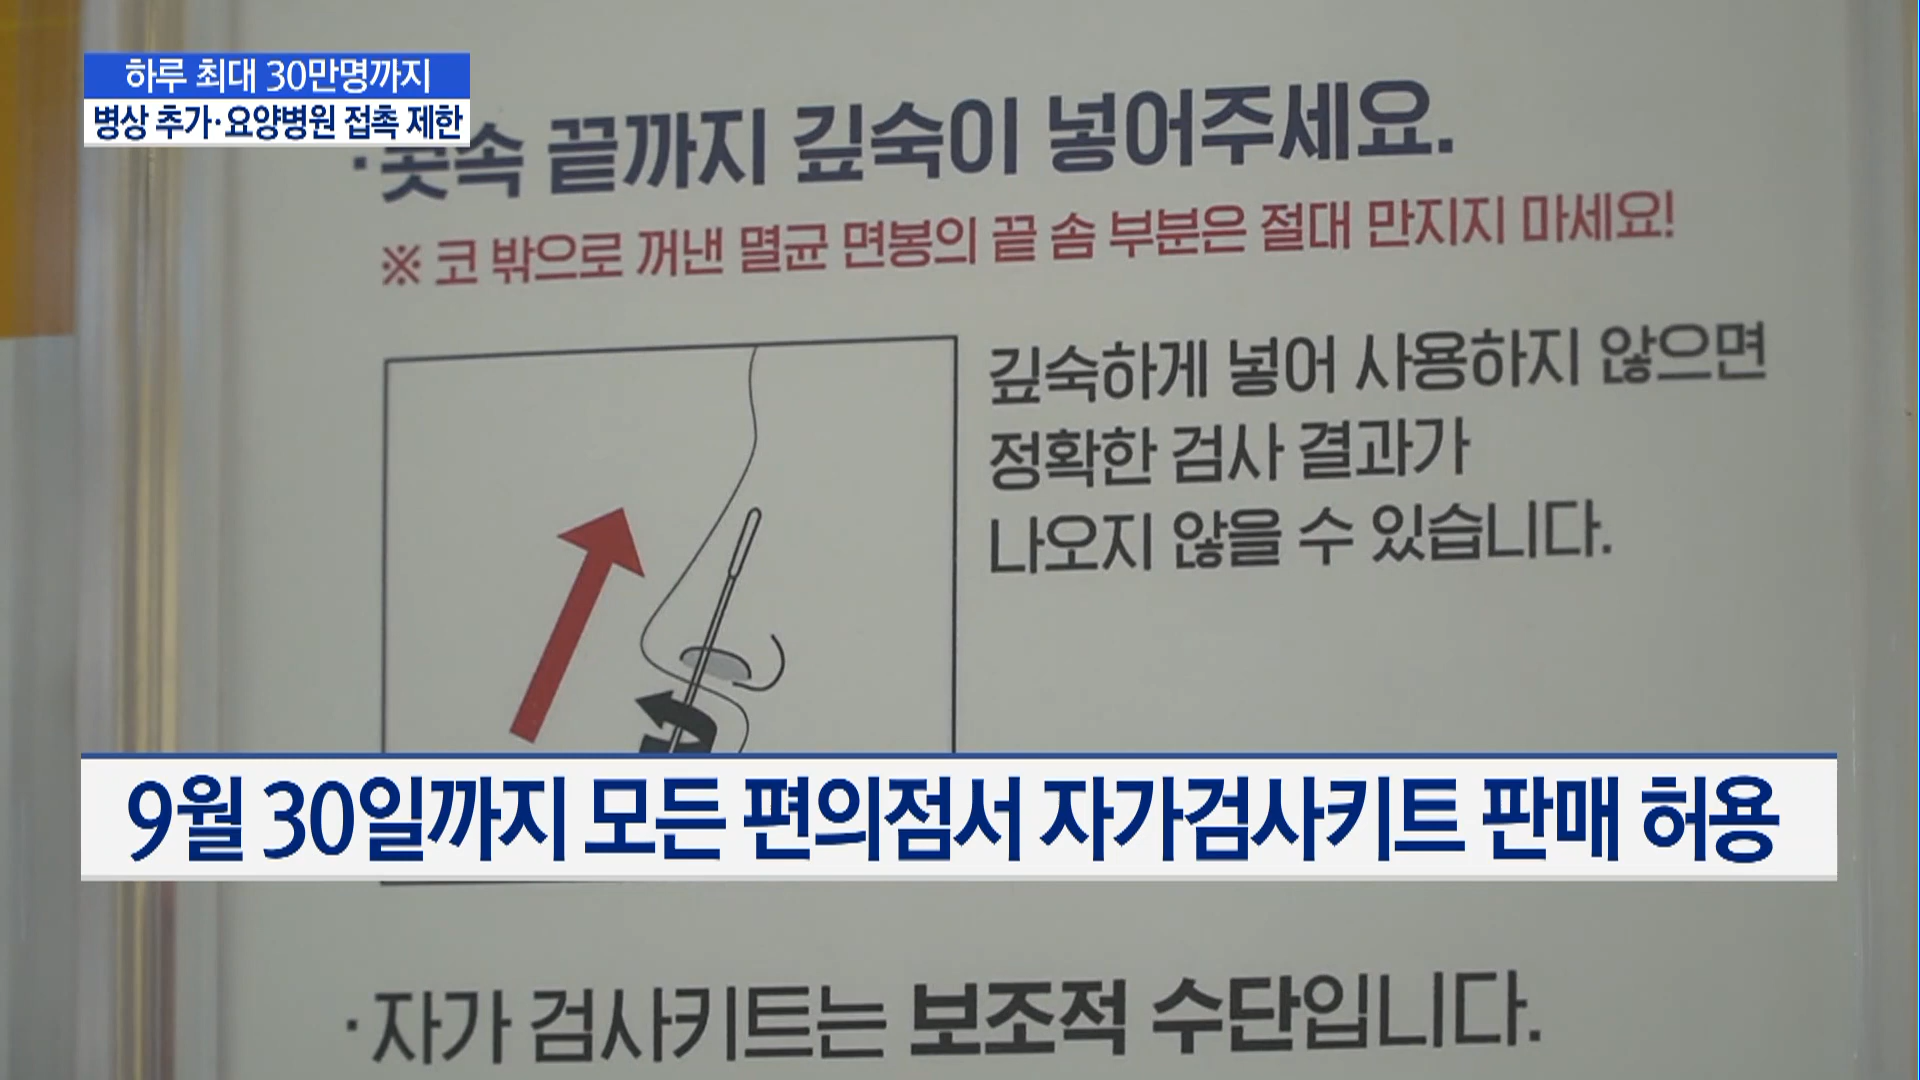 하루 최대 30만명까지
병상 추가·요양병원 접촉 제한
끝까지 깊숙이 넣어주세요.
※ 코 밖으로 꺼낸 멸균 면봉의 끝 솜 부분은 절대 만지지 마세요!
깊숙하게 넣어 사용하지 않으면
정확한 검사 결과가
나오지 않을 수 있습니다.
9월 30일까지 모든 편의점서 자가검사키트 판매 허용
·자가 검사키트는 보조적 수단입니다.